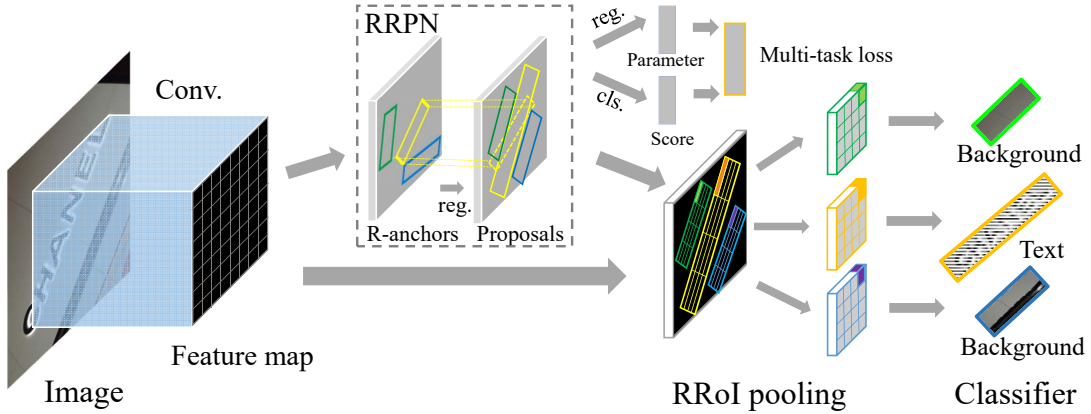 RRPN
reg.
Parameter
Multi-task loss
cls.
Score
Conv.
CHANEL
reg.
R-anchors
Proposals
Background
Text
Background
Feature map
Image
RRoI pooling
Classifier